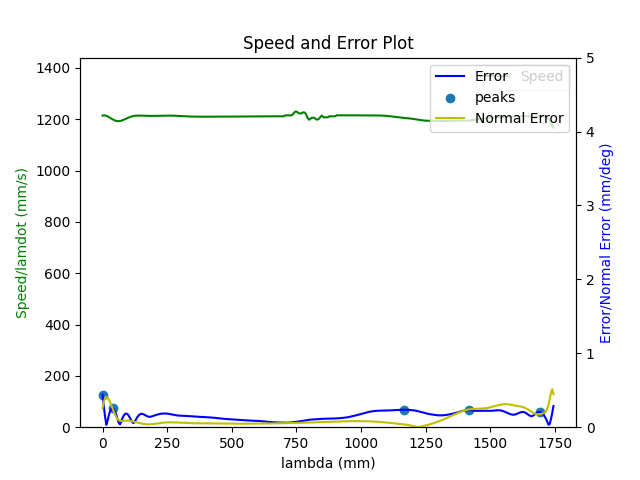 Speed and Error Plot
Speed/lamdot (mm/s)
1400
1200
1000
800
600
400
200
0
Error
Speed
peaks
Normal Error
5
4
3
2
1
0
Error/Normal Error (mm/deg)
0
250
500
750
1000
1250
1500
1750
lambda (mm)